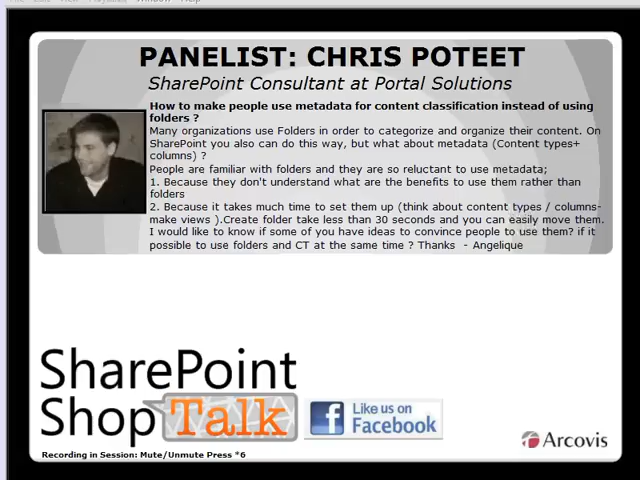 PANELIST: CHRIS POTEET
SharePoint Consultant at Portal Solutions
How to make people use metadata for content classification instead of using
folders ?
Many organizations use Folders in order to categorize and organize their content. On
SharePoint you also can do this way, but what about metadata (Content types+
columns) ?
People are familiar with folders and they are so reluctant to use metadata;
1. Because they don't understand what are the benefits to use them rather than
folders
2. Because it takes much time to set them up (think about content types / columns-
make views ).Create folder take less than 30 seconds and you can easily move them.
I would like to know if some of you have ideas to convince people to use them? if it
possible to use folders and CT at the same time ? Thanks - Angelique
SharePoint
Shop Talk
Like us on
Facebook
Arcovis
Recording in Session: Mute/Unmute Press *6